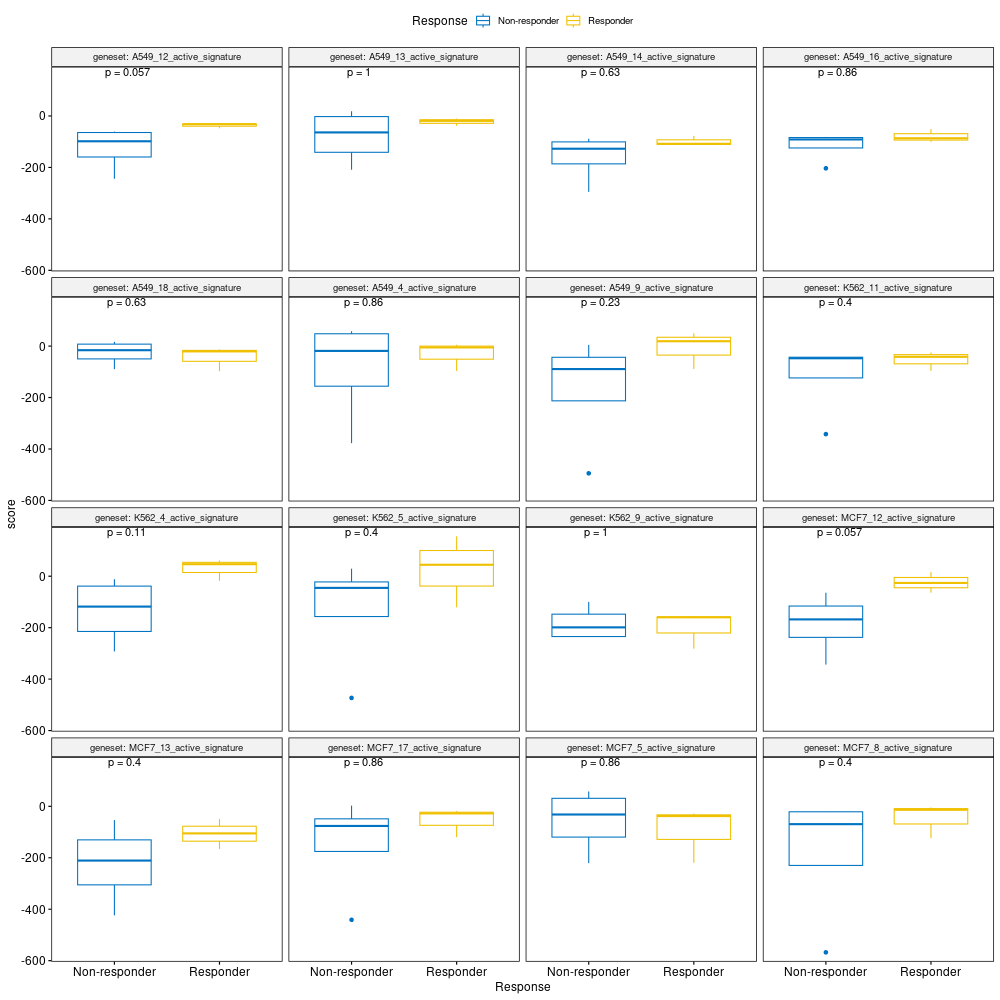 Response Non-responder Responder
geneset: A549_12_active_signature geneset: A549_13_active_signature geneset: A549_14_active_signature geneset: A549_16_active_signature
p = 0.057 p = 1 p = 0.63 p = 0.86
0
-200
-400
-600
geneset: A549_18_active_signature geneset: A549_4_active_signature geneset: A549_9_active_signature geneset: K562_11_active_signature
p = 0.63 p = 0.86 p = 0.23 p = 0.4
0
-200
-400
-600
score
geneset: K562_4_active_signature geneset: K562_5_active_signature geneset: K562_9_active_signature geneset: MCF7_12_active_signature
p = 0.11 p = 0.4 p = 1 p = 0.057
0
-200
-400
-600
geneset: MCF7_13_active_signature geneset: MCF7_17_active_signature geneset: MCF7_5_active_signature geneset: MCF7_8_active_signature
p = 0.4 p = 0.86 p = 0.86 p = 0.4
0
-200
-400
-600
Non-responder Responder Non-responder Responder Non-responder Responder Non-responder Responder
Response